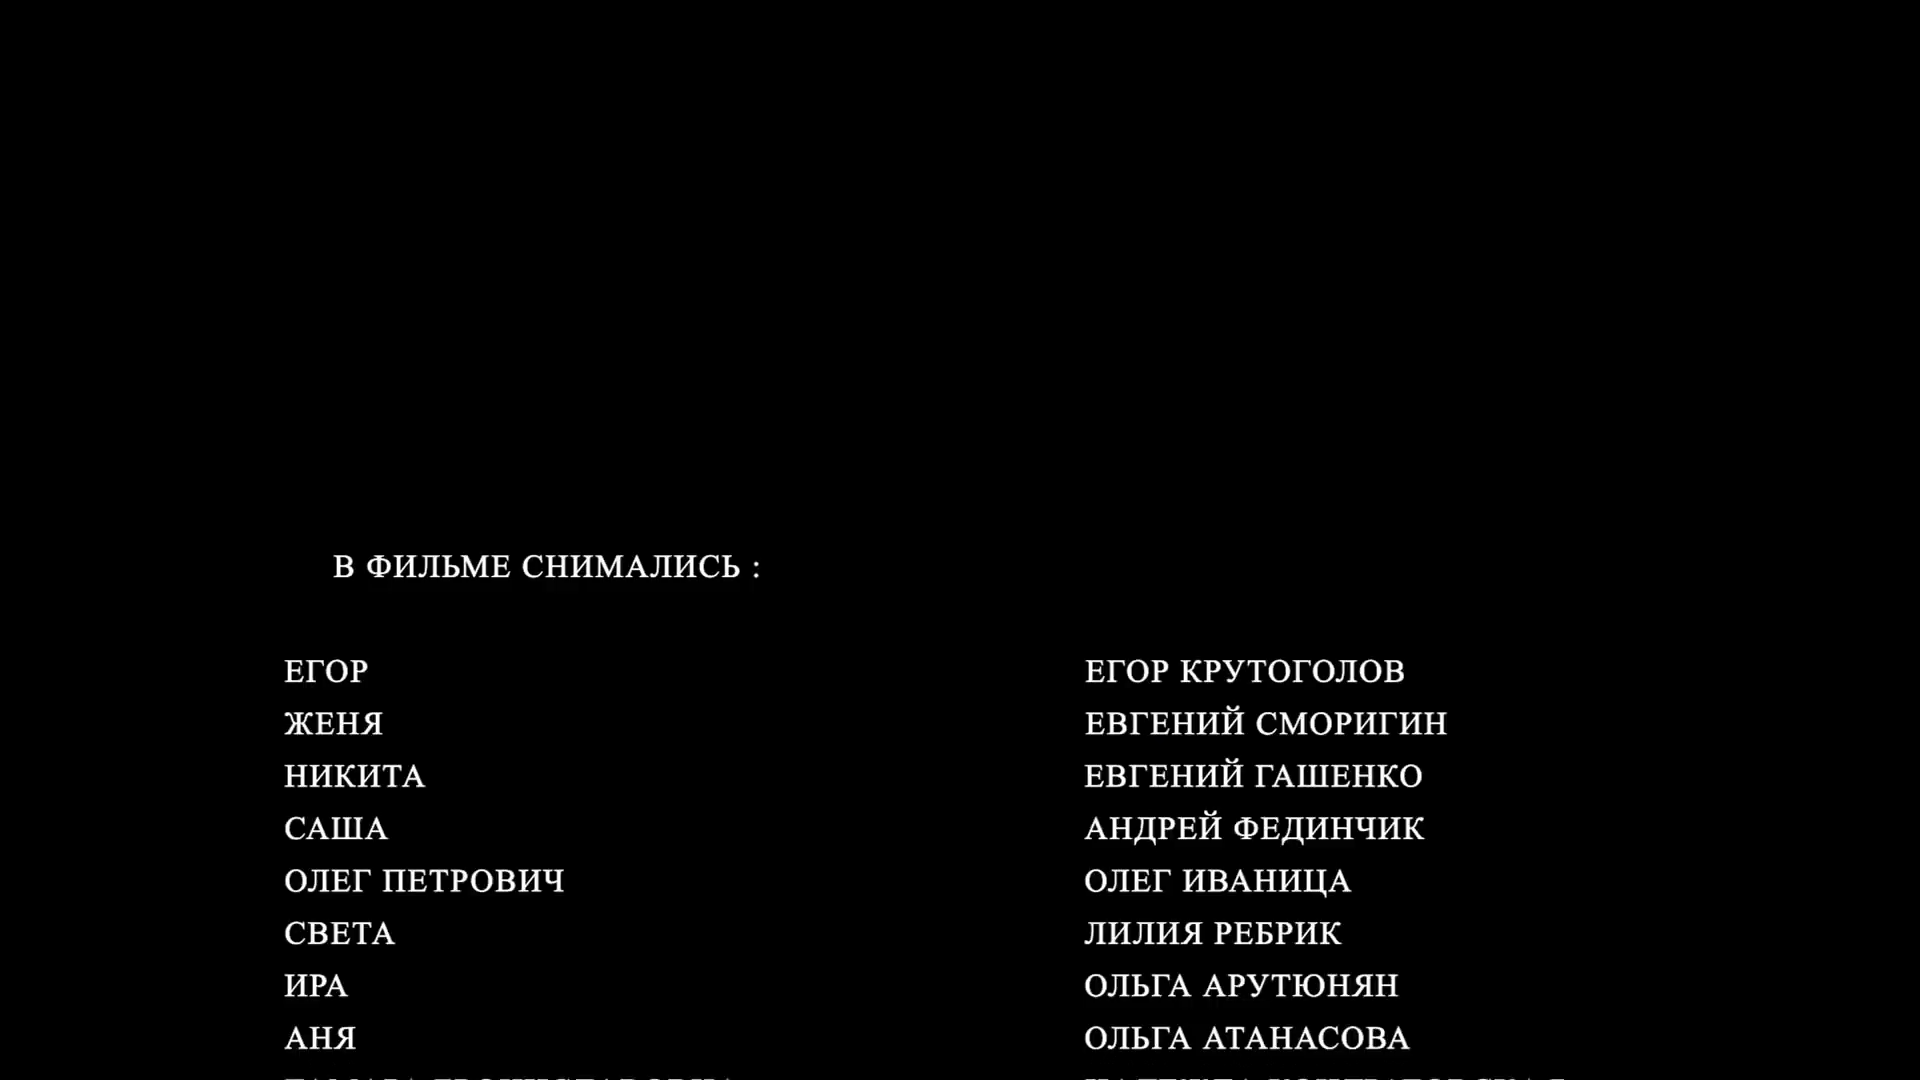 В ФИЛЬМЕ СНИМАЛИСЬ :
ЕГОР ЕГОР КРУТОГОЛОВ
ЖЕНЯ ЕВГЕНИЙ СМОРИГИН
НИКИТА ЕВГЕНИЙ ГАШЕНКО
САША АНДРЕЙ ФЕДИНЧИК
ОЛЕГ ПЕТРОВИЧ ОЛЕГ ИВАНИЦА
СВЕТА ЛИЛИЯ РЕБРИК
ИРА ОЛЬГА АРУТЮНЯН
АНЯ ОЛЬГА АТАНАСОВА